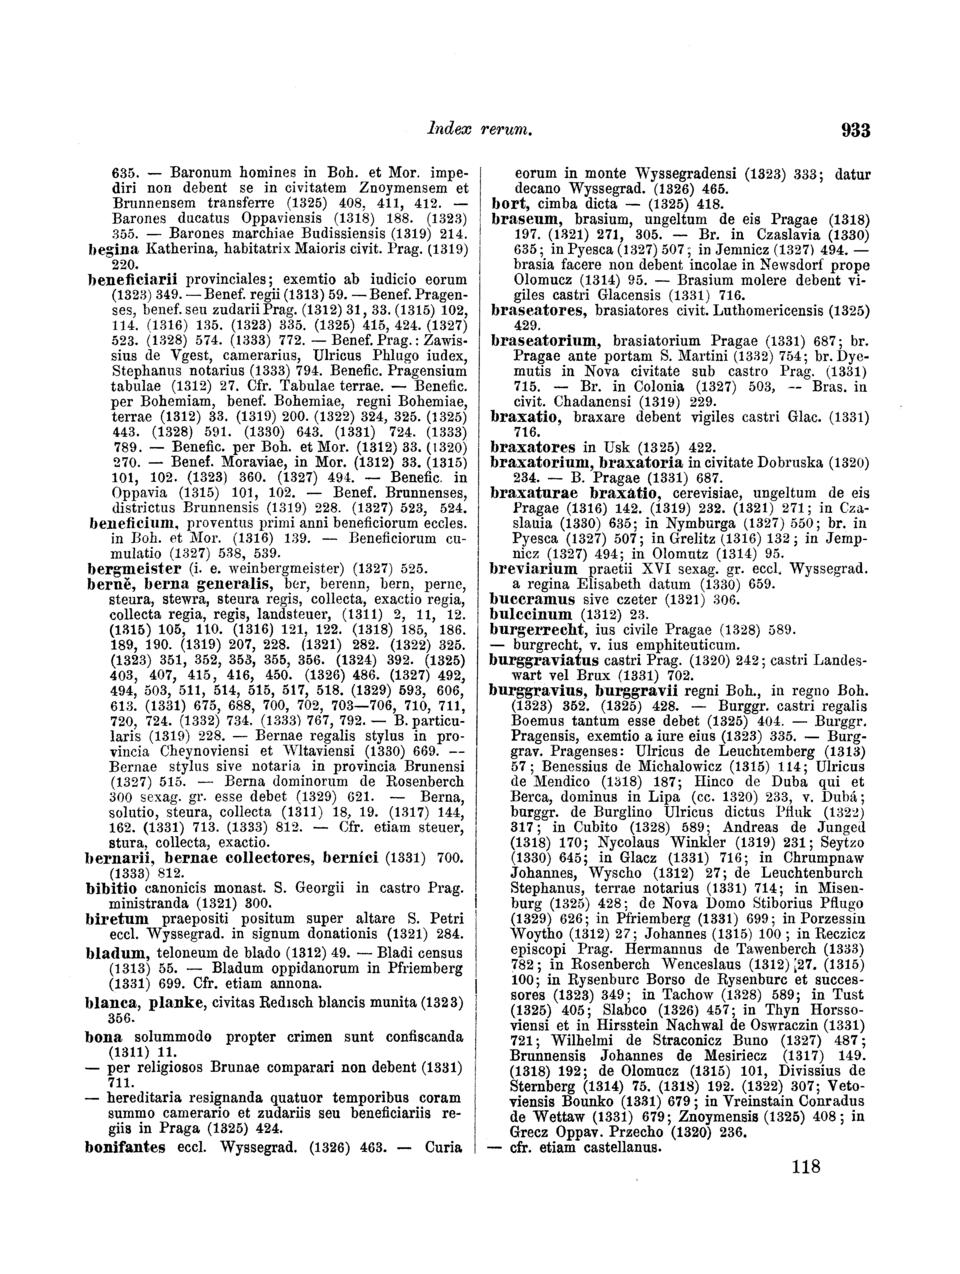 Index rerum.
933
635. — Baronum homines in Boh. et Mor. impe-
diri non debent se in civitatem Znoymensem et
Brunnensem transferre (1325) 408, 411, 412. —
Barones ducatus Oppaviensis (1318) 188. (1323)
355. — Barones marchiae Budissiensis (1319) 214.
begina Katherina, habitatrix Maioris civit. Prag. (1319)
220.
beneficiarii provinciales; exemtio ab iudicio eorum
(1323) 349. — Benef. regii (1313) 59. — Benef. Pragen-
ses, benef. seu zudarii Prag. (1312) 31, 33. (1315) 102,
114. (1316) 135. (1323) 335. (1325) 415, 424. (1327)
523. (1328) 574. (1333) 772. — Benef. Prag.: Zawis-
sius de Vgest, camerarius, Ulricus Phlugo iudex,
Stephanus notarius (1333) 794. Benefic. Pragensium
tabulae (1312) 27. Cfr. Tabulae terrae. — Benefic.
per Bohemiam, benef. Bohemiae, regni Bohemiae,
terrae (1312) 33. (1319) 200. (1322) 324, 325. (1325)
443. (1328) 591. (1330) 643. (1331) 724. (1333)
789. — Benefic. per Boh. et Mor. (1312) 33. (1320)
270. — Benef. Moraviae, in Mor. (1312) 33. (1315)
101, 102. (1323) 360. (1327) 494. — Benefic. in
Oppavia (1315) 101, 102. — Benef. Brunnenses,
districtus Brunnensis (1319) 228. (1327) 523, 524.
beneficium, proventus primi anni beneficiorum eccles.
in Boh. et Mor. (1316) 139. — Beneficiorum cu-
mulatio (1327) 538, 539.
bergmeister (i. e. weinbergmeister) (1327) 525.
berně, berna generalis, ber, berenn, bern, perne,
steura, stewra, steura regis, collecta, exactio regia,
collecta regia, regis, landsteuer, (1311) 2, 11, 12.
(1315) 105, 110. (1316) 121, 122. (1318) 185, 186.
189, 190. (1319) 207, 228. (1321) 282. (1322) 325.
(1323) 351, 352, 353, 355, 356. (1324) 392. (1325)
403, 407, 415, 416, 450. (1326) 486. (1327) 492,
494, 503, 511, 514, 515, 517, 518. (1329) 593, 606,
613. (1331) 675, 688, 700, 702, 703—706, 710, 711,
720, 724. (1332) 734. (1333) 767, 792. — B. particu-
laris (1319) 228. — Bernae regalis stylus in pro-
vincia Cheynoviensi et Wltaviensi (1330) 669. —
Bernae stylus sive notaria in provincia Brunensi
(1327) 515. — Berna dominorum de Rosenberch
300 sexag. gr. esse debet (1329) 621. — Berna,
solutio, steura, collecta (1311) 18, 19. (1317) 144,
162. (1331) 713. (1333) 812. — Cfr. etiam steuer,
stura, collecta, exactio.
bernarii, bernae collectores, berníci (1331) 700.
(1333) 812.
bibitio canonicis monast. S. Georgii in castro Prag.
ministranda (1321) 300.
biretum praepositi positum super altare S. Petri
eccl. Wyssegrad. in signum donationis (1321) 284.
bladum, teloneum de blado (1312) 49. — Bladi census
(1313) 55. — Bladum oppidanorum in Pfriemberg
(1331) 699. Cfr. etiam annona.
blanca, planke, civitas Redisch blancis munita (1323)
356.
bona solummodo propter crimen sunt confiscanda
(1311) 11.
— per religiosos Brunae comparari non debent (1331)
711.
— hereditaria resignanda quatuor temporibus coram
summo camerario et zudariis seu beneficiariis re-
giis in Praga (1325) 424.
bonifantes eccl. Wyssegrad. (1326) 463. — Curia
eorum in monte Wyssegradensi (1323) 333; datur
decano Wyssegrad. (1326) 465.
bort, cimba dicta — (1325) 418.
braseum, brasium, ungeltum de eis Pragae (1318)
197. (1321) 271, 305. — Br. in Czaslavia (1330)
635; in Pyesca (1327) 507; in Jemnicz (1327) 494. —
brasia facere non debent incolae in Newsdorf prope
Olomucz (1314) 95. — Brasium molere debent vi-
giles castri Glacensis (1331) 716.
braseatores, brasiatores civit. Luthomericensis (1325)
429.
braseatorium, brasiatorium Pragae (1331) 687; br.
Pragae ante portam S. Martini (1332) 754; br. Dye-
mutis in Nova civitate sub castro Prag. (1331)
715. — Br. in Colonia (1327) 503, — Bras. in
civit. Chadanensi (1319) 229.
braxatio, braxare debent vigiles castri Glac. (1331)
716.
braxatores in Usk (1325) 422.
braxatorium, braxatoria in civitate Dobruska (1320)
234. — B. Pragae (1331) 687.
braxaturae braxatio, cerevisiae, ungeltum de eis
Pragae (1316) 142. (1319) 232. (1321) 271; in Cza-
slauia (1330) 635; in Nymburga (1327) 550; br. in
Pyesca (1327) 507; in Grelitz (1316) 132; in Jemp-
nicz (1327) 494; in Olomutz (1314) 95.
breviarium praetii XVI sexag. gr. eccl. Wyssegrad.
a regina Elisabeth datum (1330) 659.
buccramus sive czeter (1321) 306.
bulccinum (1312) 23.
burgerrecht, ius civile Pragae (1328) 589.
— burgrecht, v. ius emphiteuticum.
burggraviatus castri Prag. (1320) 242; castri Landes-
wart vel Brux (1331) 702.
burggravius, burggravii regni Boh., in regno Boh.
(1323) 352. (1325) 428. — Burggr. castri regalis
Boemus tantum esse debet (1325) 404. — Burggr.
Pragensis, exemtio a iure eius (1323) 335. — Burg-
grav. Pragenses: Ulricus de Leuchtemberg (1313)
57; Benessius de Michalowicz (1315) 114; Ulricus
de Mendico (1318) 187; Hinco de Duba qui et
Berca, dominus in Lipa (cc. 1320) 233, v. Dubá;
burggr. de Burglino Ulricus dictus Pfluk (1322)
317; in Cubito (1328) 589; Andreas de Junged
(1318) 170; Nycolaus Winkler (1319) 231; Seytzo
(1330) 645; in Glacz (1331) 716; in Chrumpnaw
Johannes, Wyscho (1312) 27; de Leuchtenburch
Stephanus, terrae notarius (1331) 714; in Misen-
burg (1325) 428; de Nova Domo Stiborius Pflugo
(1329) 626; in Pfriemberg (1331) 699; in Porzessin
Woytho (1312) 27; Johannes (1315) 100; in Reczicz
episcopi Prag. Hermannus de Tawenberch (1333)
782; in Rosenberch Wenceslaus (1312) 27. (1315)
100; in Rysenburc Borso de Rysenburc et succes-
sores (1323) 349; in Tachow (1328) 589; in Tust
(1325) 405; Slabco (1326) 457; in Thyn Horsso-
viensi et in Hirsstein Nachwal de Oswraczin (1331)
721; Wilhelmi de Straconicz Buno (1327) 487;
Brunnensis Johannes de Mesiriecz (1317) 149.
(1318) 192; de Olomucz (1315) 101, Divissius de
Sternberg (1314) 75. (1318) 192. (1322) 307; Veto-
viensis Bounko (1331) 679; in Vreinstain Conradus
de Wettaw (1331) 679; Znoymensis (1325) 408; in
Grecz Oppav. Przecho (1320) 236.
— cfr. etiam castellanus.
118